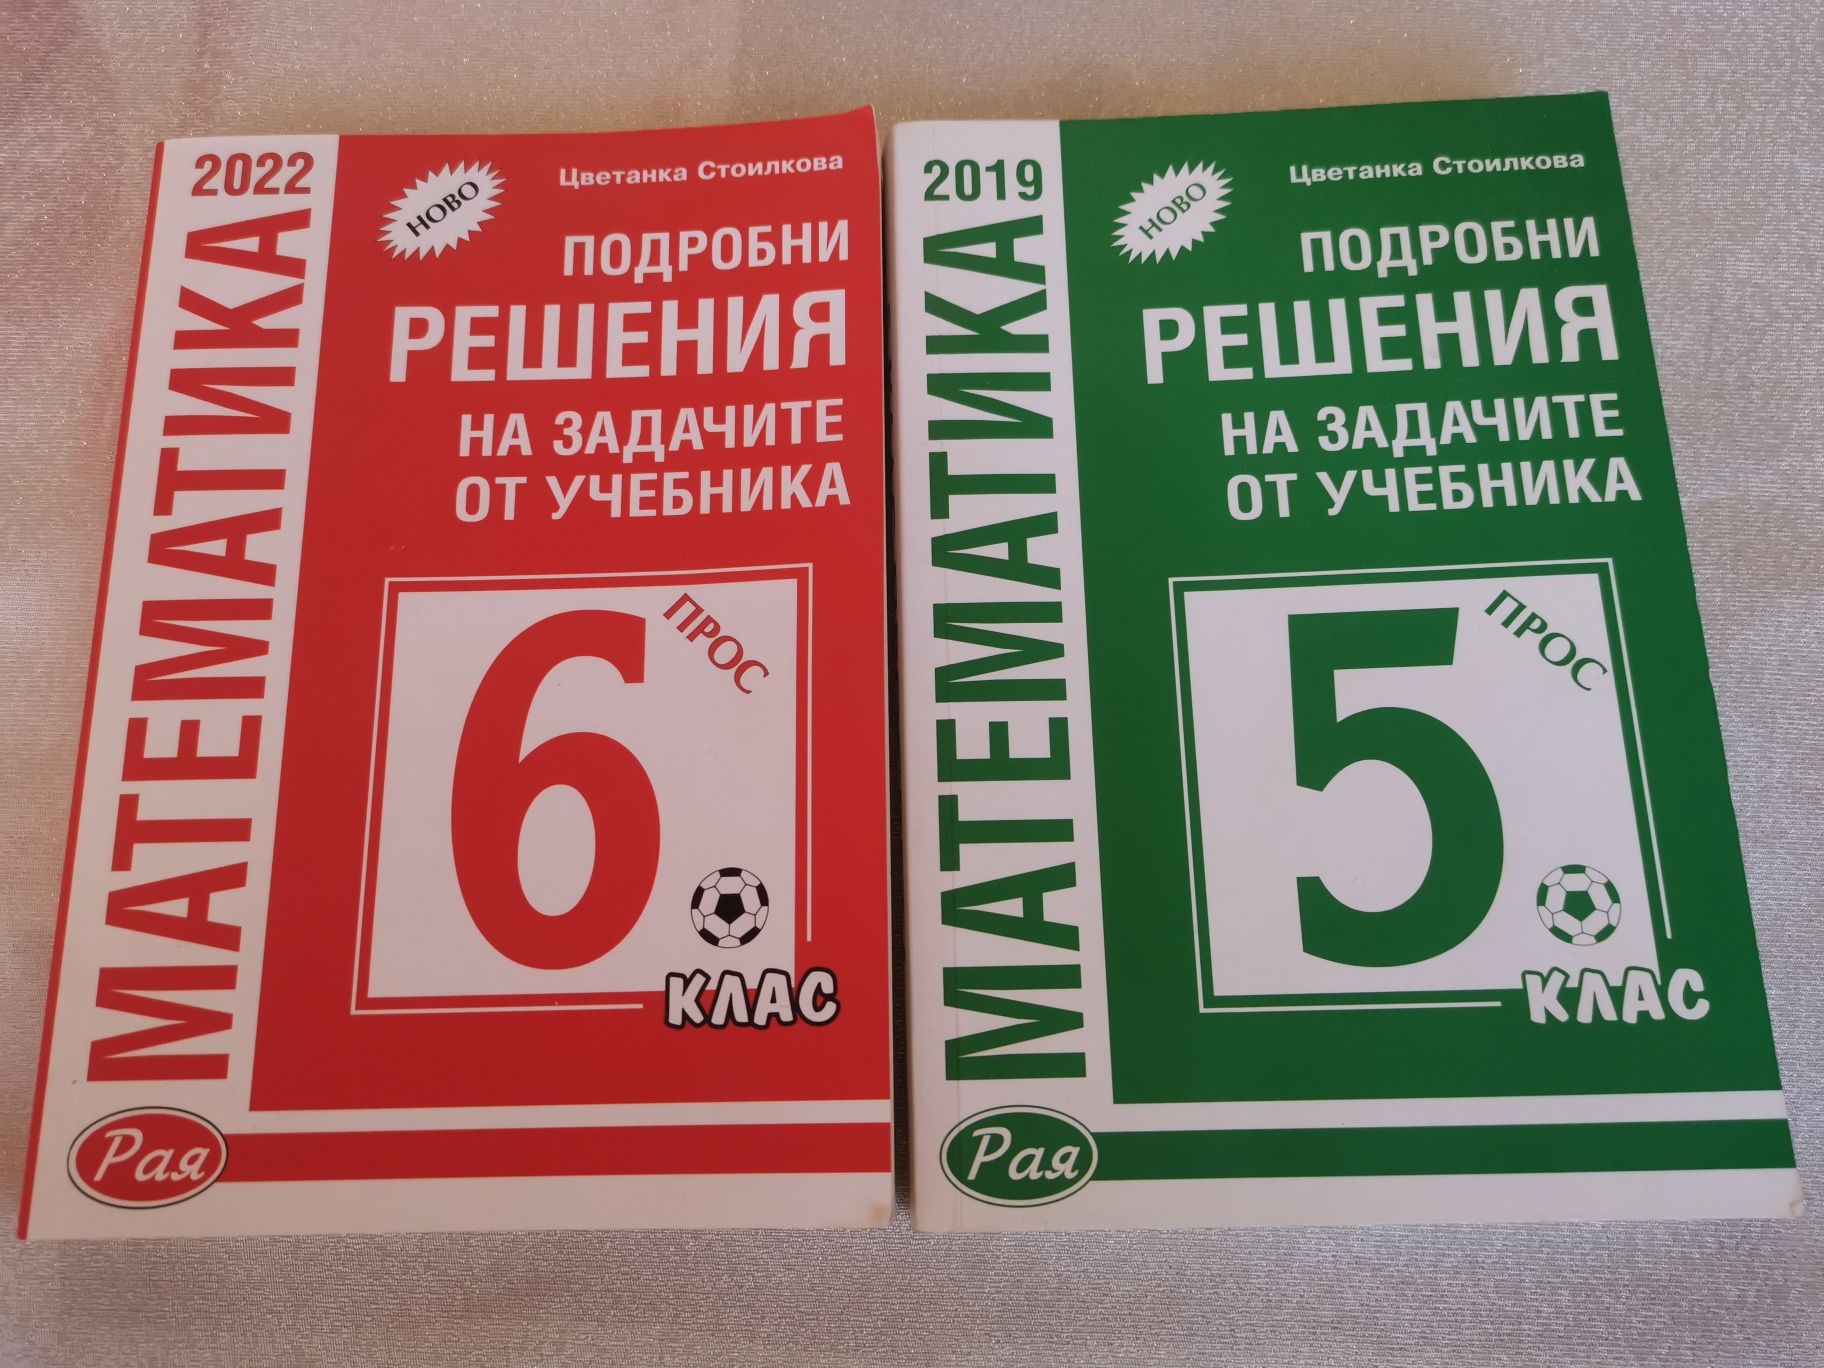 2022
МАТЕМАТИКА
НОВО
Цветанка Стоилкова
ПОДРОБНИ
РЕШЕНИЯ
НА ЗАДАЧИТЕ
ОТ УЧЕБНИКА
ПРОС
6
КЛАС
Рая
2019
МАТЕМАТИКА
НОВО
Цветанка Стоилкова
ПОДРОБНИ
РЕШЕНИЯ
НА ЗАДАЧИТЕ
ОТ УЧЕБНИКА
ПРОС
5
КЛАС
Рая